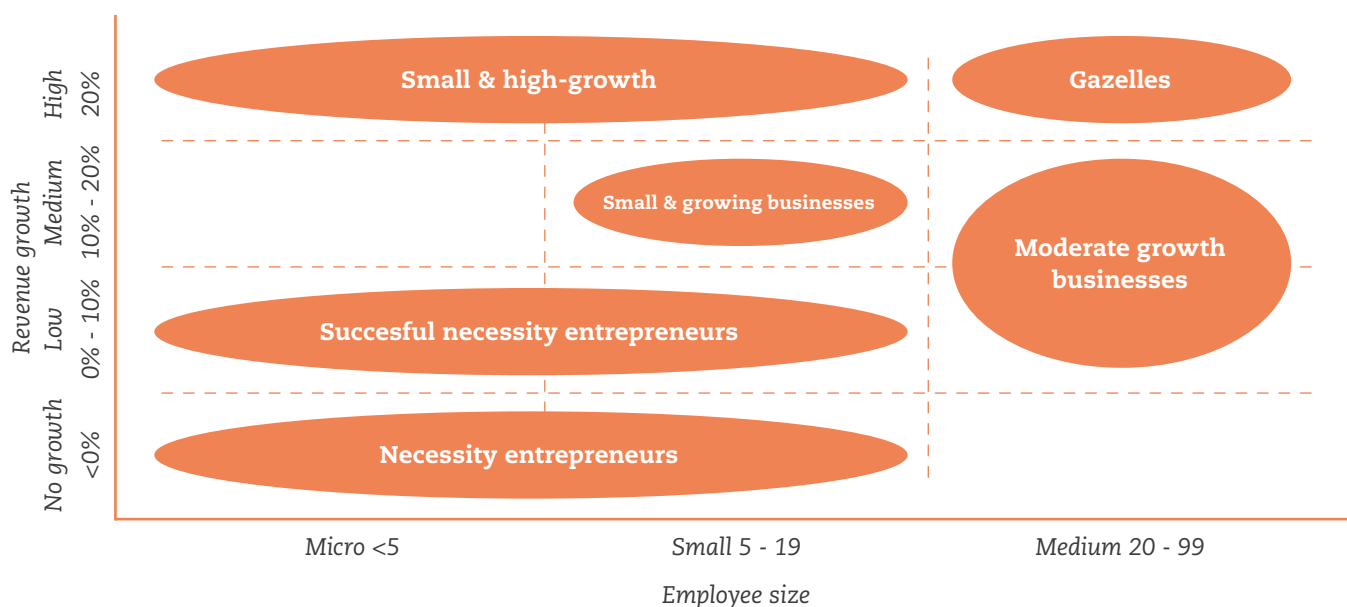 Revenue growth
High
20%
Small & high-growth
Gazelles
Medium
10% - 20%
Small & growing businesses
Moderate growth
businesses
Low
0% - 10%
Succesful necessity entrepreneurs
No growth
<0%
Necessity entrepreneurs
Micro <5
Small 5 - 19
Medium 20 - 99
Employee size